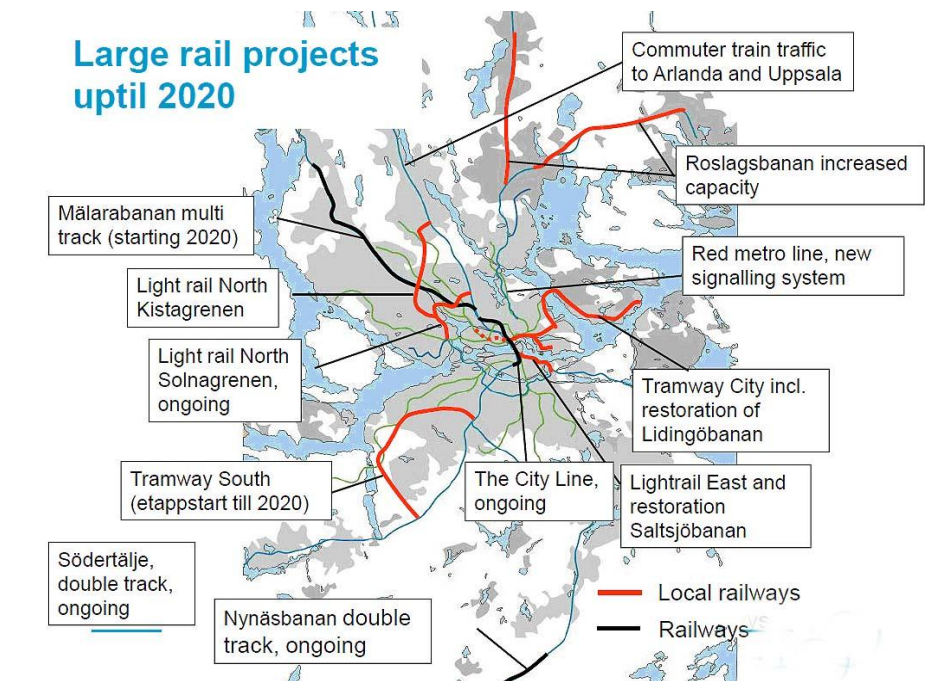 Large rail projects
uptil 2020
Commuter train traffic
to Arlanda and Uppsala
Roslagsbanan increased
capacity
Mälarabanan multi
track (starting 2020)
Red metro line, new
signalling system
Light rail North
Kistagrenen
Light rail North
Solnagrenen,
ongoing
Tramway City incl.
restoration of
Lidingöbanan
Tramway South
(etappstart till 2020)
The City Line,
ongoing
Lightrail East and
restoration
Saltsjöbanan
Södertälje,
double track,
ongoing
Nynäsbanan double
track, ongoing
Local railways
Railways